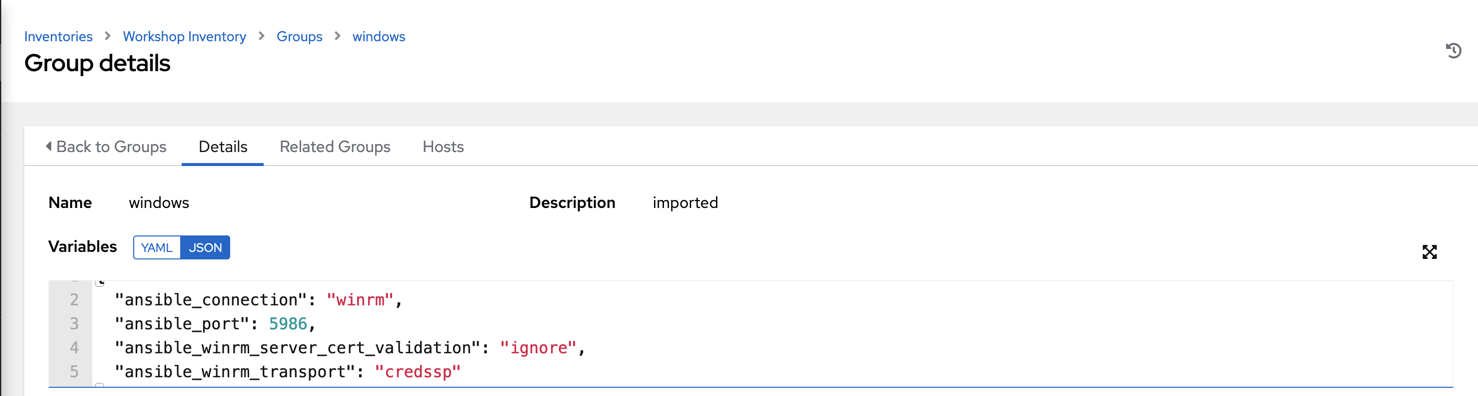 Inventories > Workshop Inventory > Groups > windows
Group details
Back to Groups Details Related Groups Hosts
Name windows Description imported
Variables YAML JSON
2 "ansible_connection": "winrm",
3 "ansible_port": 5986,
4 "ansible_winrm_server_cert_validation": "ignore",
5 "ansible_winrm_transport": "credssp"